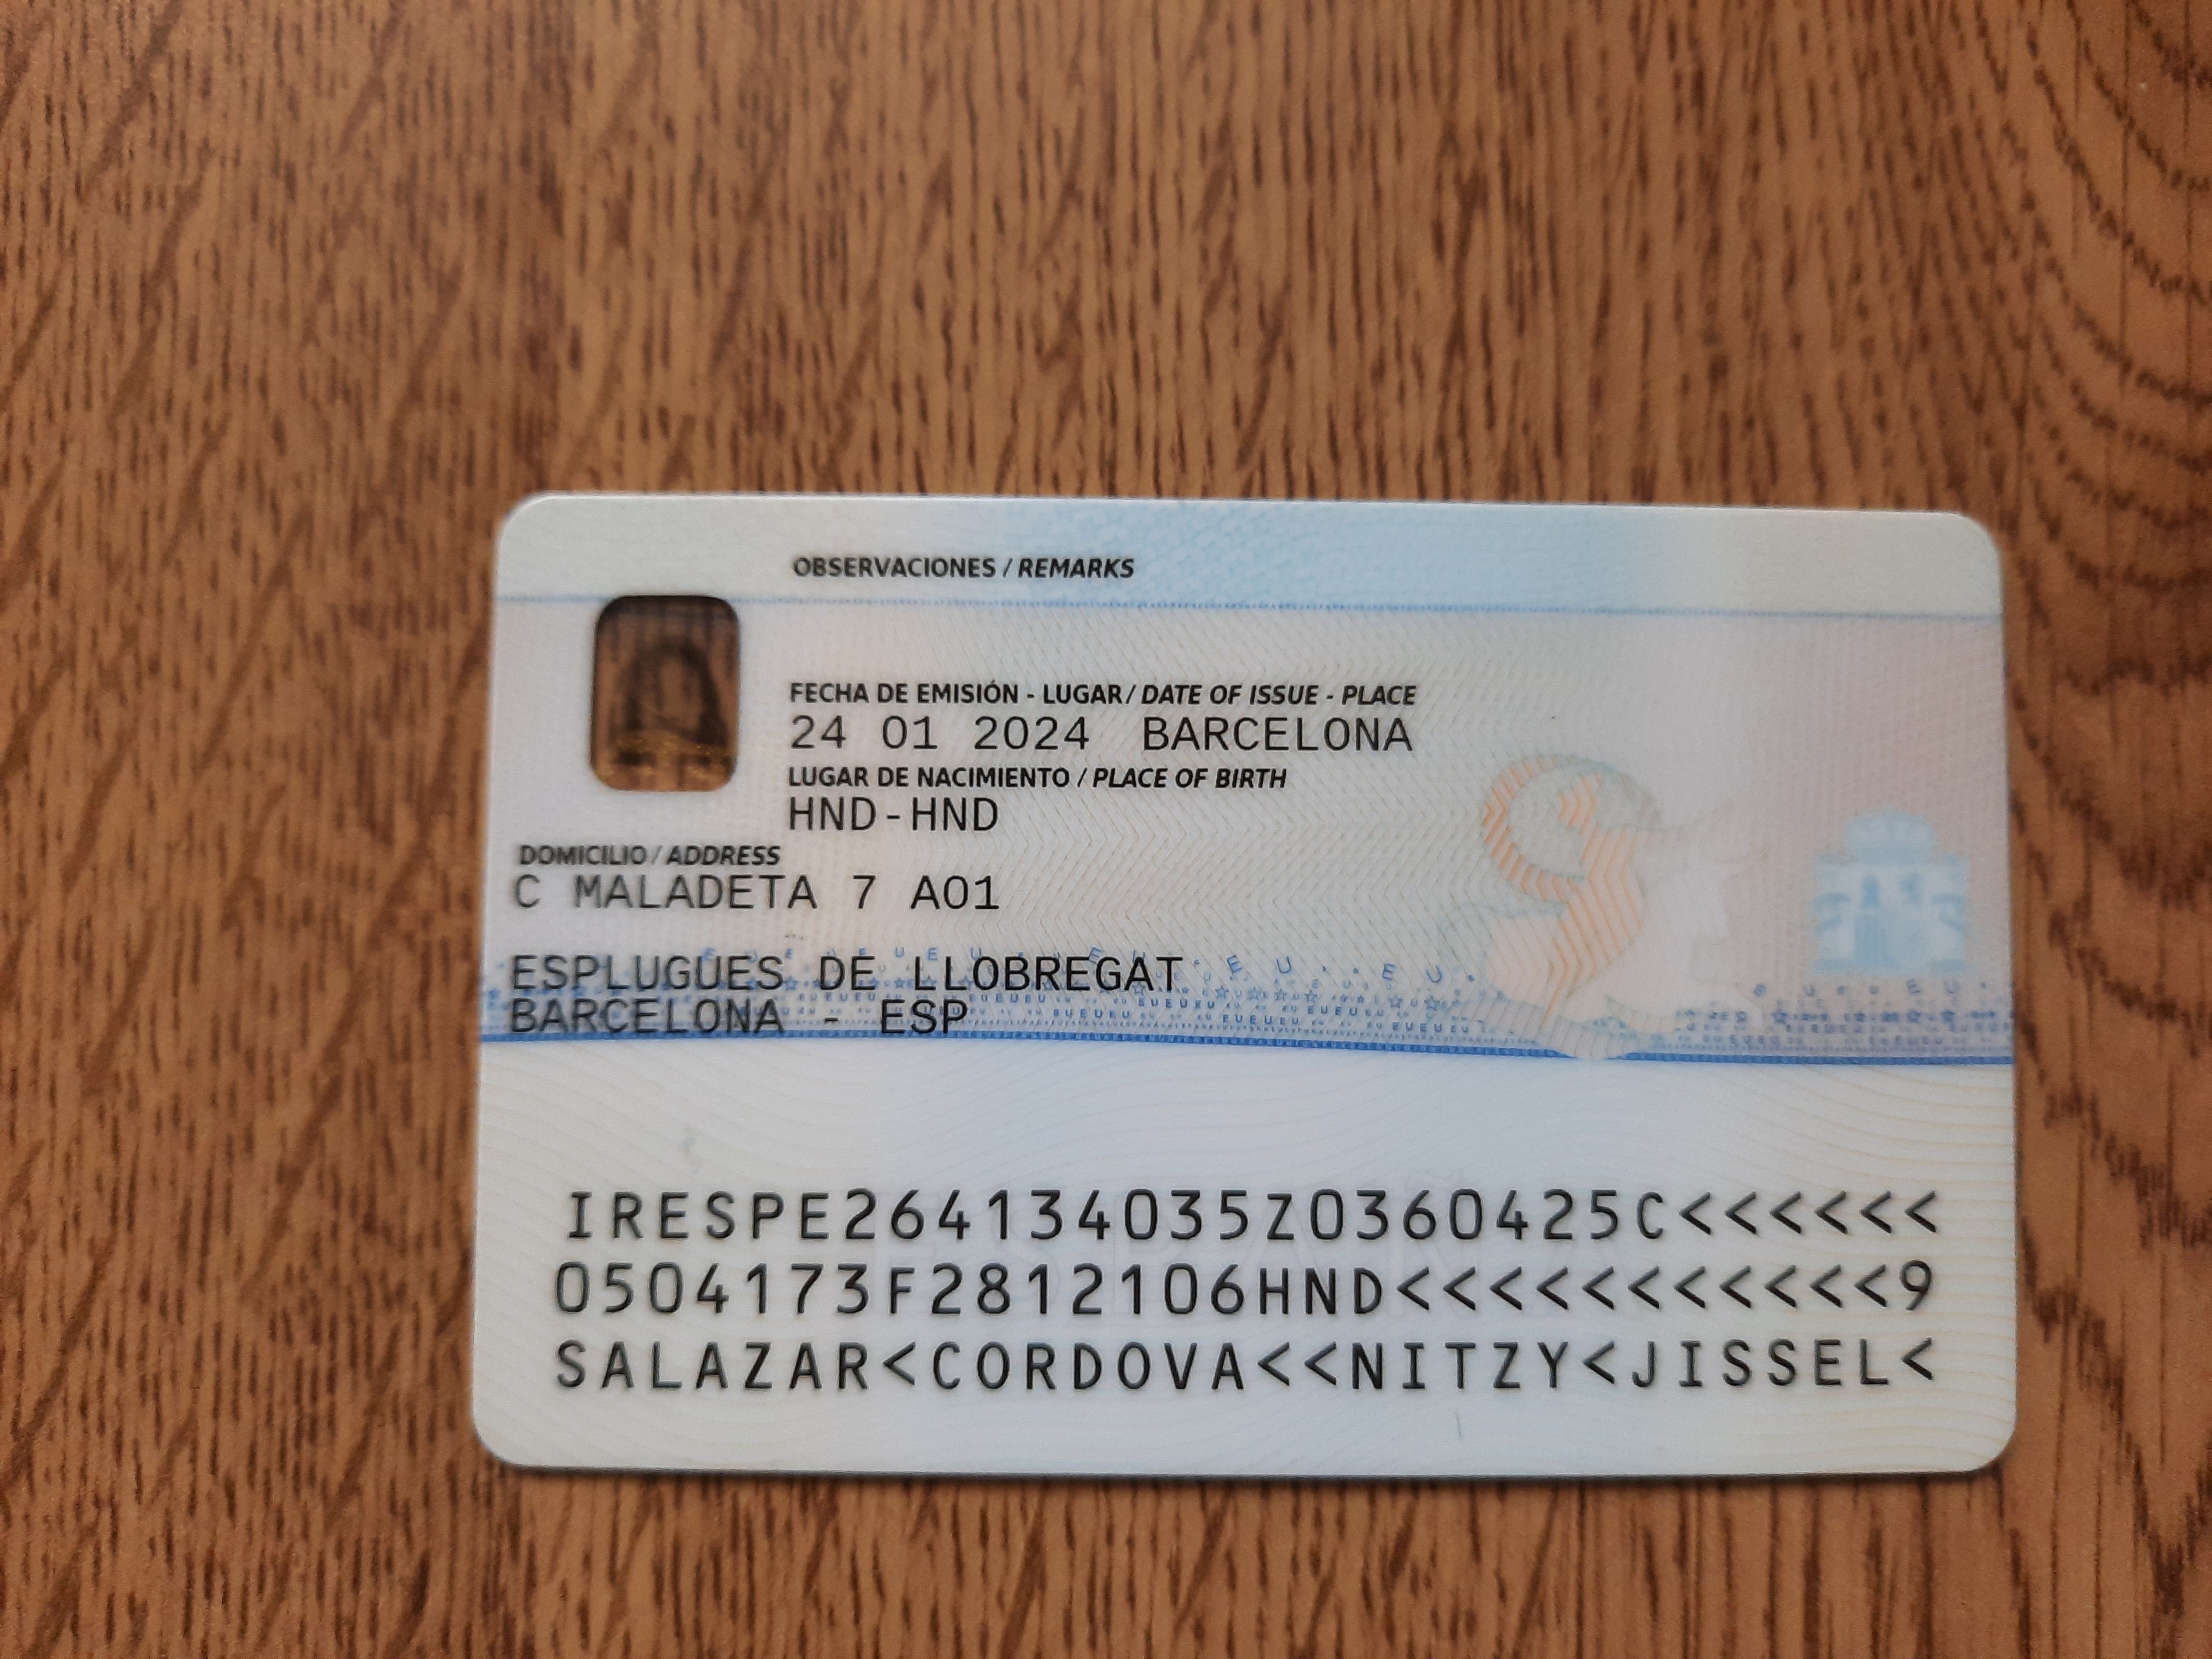 OBSERVACIONES / REMARKS
FECHA DE EMISIÓN - LUGAR / DATE OF ISSUE - PLACE
24 01 2024 BARCELONA
LUGAR DE NACIMIENTO / PLACE OF BIRTH
HND-HND
DOMICILIO / ADDRESS
C MALADETA 7 A01
ESPLUGUES DE LLOBREGAT
BARCELONA - ESP
IRESPE264134035Z0360425C<<<<<<
0504173F2812106HND<<<<<<<<<<<9
SALAZAR<CORDOVA<<NITZY<JISSEL<